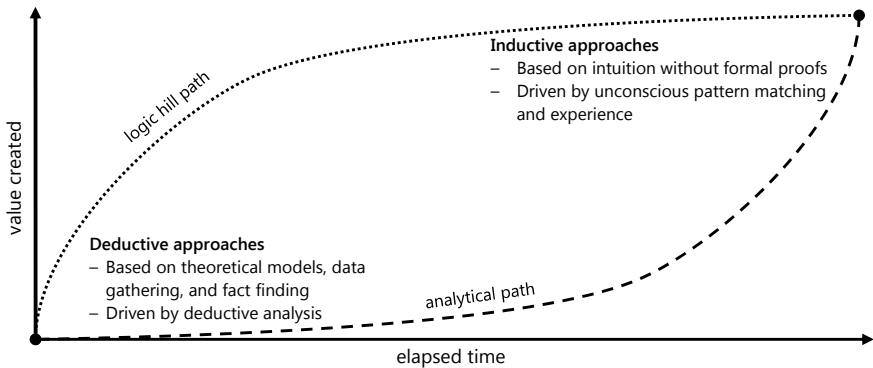 Inductive approaches
– Based on intuition without formal proofs
– Driven by unconscious pattern matching
and experience
logic hill path
value created
Deductive approaches
– Based on theoretical models, data
gathering, and fact finding
– Driven by deductive analysis
analytical path
elapsed time